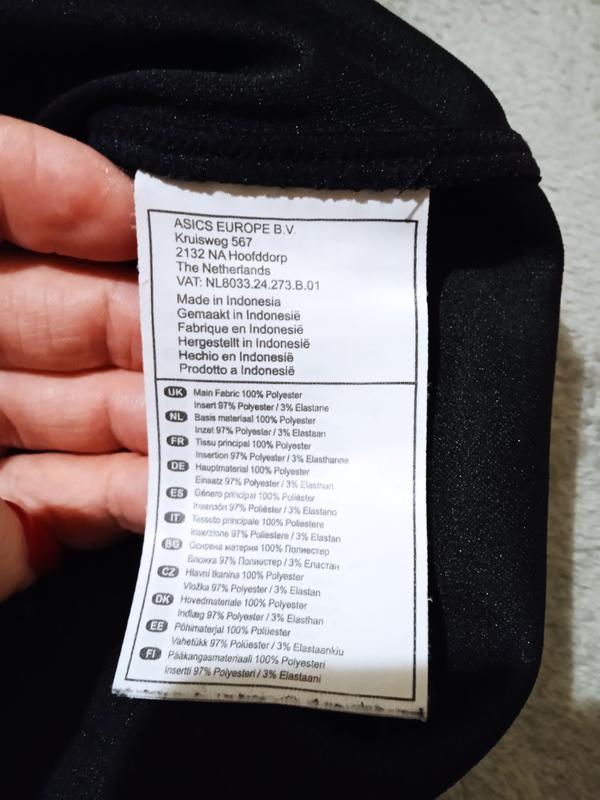 ASICS EUROPE B.V.
Kruisweg 567
2132 NA Hoofddorp
The Netherlands
VAT: NL8033.24.273.B.01
Made in Indonesia
Gemaakt in Indonesië
Fabriqué en Indonesië
Hergestellt in Indonesië
Hechio en Indonesië
Prodotto a Indonesië
UK Main Fabric 100% Polyester
Insert 97% Polyester / 3% Elastane
NL Basis materiaal 100% Polyester
Inzet 97% Polyester / 3% Elastaan
FR Tissu principal 100% Polyester
Insertion 97% Polyester / 3% Elasthanne
DE Hauptmaterial 100% Polyester
Einsatz 97% Polyester / 3% Elasthan
ES Género principal 100% Poliéster
Inserción 97% Poliéster / 3% Elastano
IT Tessuto principale 100% Poliestere
Inserzione 97% Poliestere / 3% Elastan
BG Основна материя 100% Полиестер
Вложка 97% Полиестер / 3% Еластан
CZ Hlavní tkanina 100% Polyester
Vložka 97% Polyester / 3% Elastan
DK Hovedmateriale 100% Polyester
Indlæg 97% Polyester / 3% Elasthan
EE Põhimaterjal 100% Polüester
Vahetükk 97% Polüester / 3% Elastaankiu
FI Pääkangasmateriaali 100% Polyesteri
Insertti 97% Polyesteri / 3% Elastaani